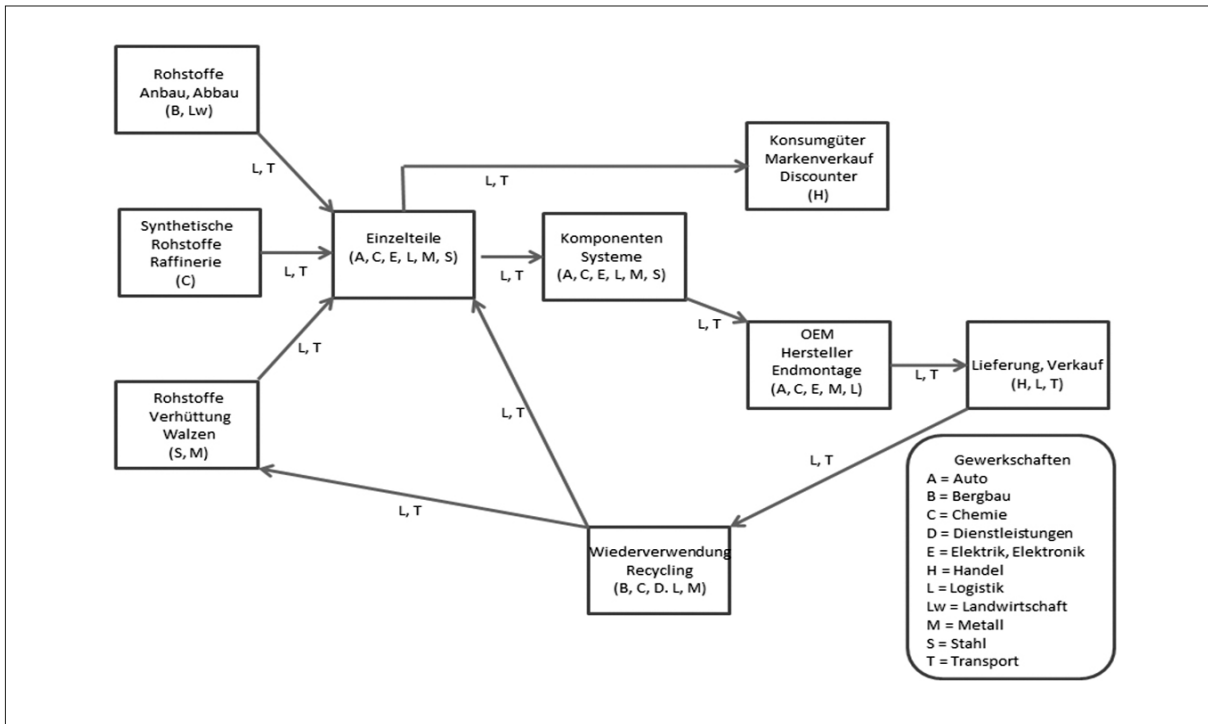 Rohstoffe
Anbau, Abbau
(B, Lw)
L, T
Konsumgüter
Markenverkauf
Discounter
(H)
L, T
Synthetische
Rohstoffe
Raffinerie
(C)
L, T
Einzelteile
(A, C, E, L, M, S)
L, T
Komponenten
Systeme
(A, C, E, L, M, S)
L, T
OEM
Hersteller
Endmontage
(A, C, E, M, L)
L, T
Lieferung, Verkauf
(H, L, T)
L, T
Rohstoffe
Verhüttung
Walzen
(S, M)
L, T
L, T
L, T
Wiederverwendung
Recycling
(B, C, D. L, M)
Gewerkschaften
A = Auto
B = Bergbau
C = Chemie
D = Dienstleistungen
E = Elektrik, Elektronik
H = Handel
L = Logistik
Lw = Landwirtschaft
M = Metall
S = Stahl
T = Transport